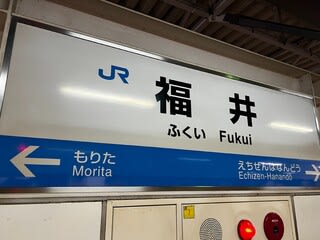 JR 福井
ふくい Fukui
もりた
Morita
えちぜんはなんどう
Echizen-Hanandō